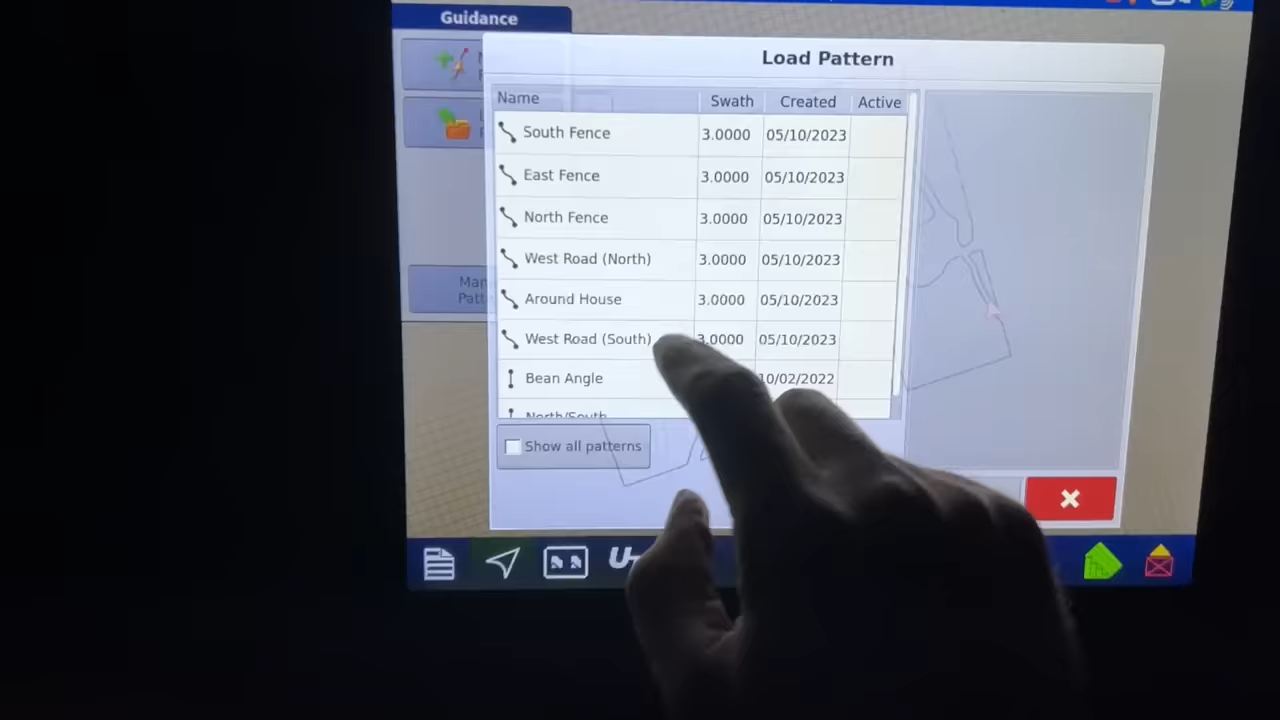 Guidance
Load Pattern
Name Swath Created Active
South Fence 3.0000 05/10/2023
East Fence 3.0000 05/10/2023
North Fence 3.0000 05/10/2023
West Road (North) 3.0000 05/10/2023
Around House 3.0000 05/10/2023
West Road (South) 3.0000 05/10/2023
Bean Angle 10/02/2022
North/South
Show all patterns